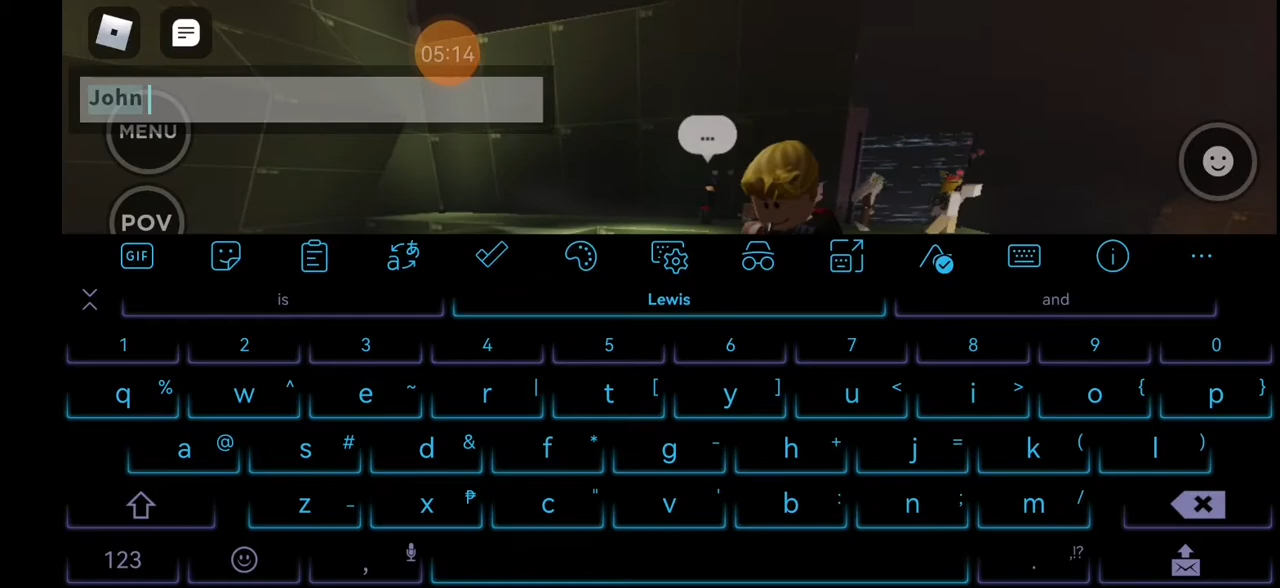 05:14
John
MENU
...
POV
GIF
is Lewis and
1 2 3 4 5 6 7 8 9 0
q % w ^ e ~ r | t [ y ] u < i > o { p }
a @ s # d & f * g - h + j = k ( l )
z _ x ₱ c " v ' b : n ; m /
123 , . ,!?